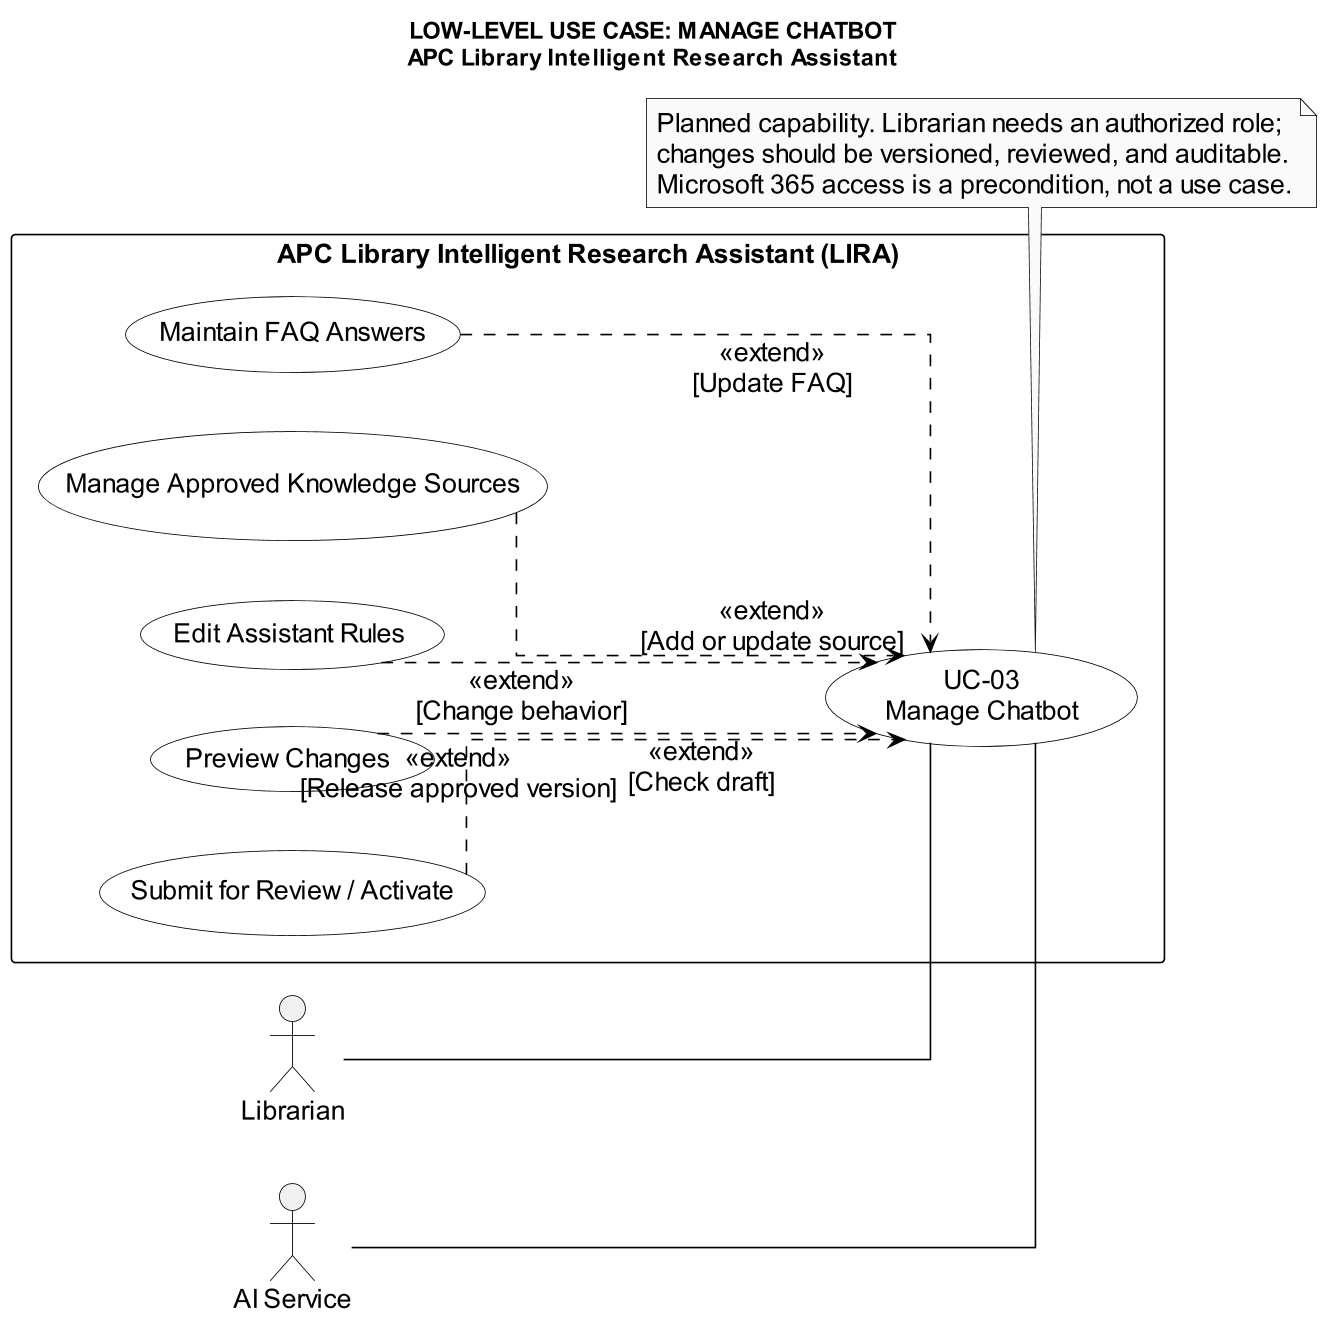 LOW-LEVEL USE CASE: MANAGE CHATBOT
APC Library Intelligent Research Assistant
Planned capability. Librarian needs an authorized role;
changes should be versioned, reviewed, and auditable.
Microsoft 365 access is a precondition, not a use case.
APC Library Intelligent Research Assistant (LIRA)
Maintain FAQ Answers
«extend»
[Update FAQ]
Manage Approved Knowledge Sources
«extend»
[Add or update source]
Edit Assistant Rules
«extend»
[Change behavior]
UC-03
Manage Chatbot
Preview Changes
«extend»
[Release approved version]
«extend»
[Check draft]
Submit for Review / Activate
Librarian
AI Service